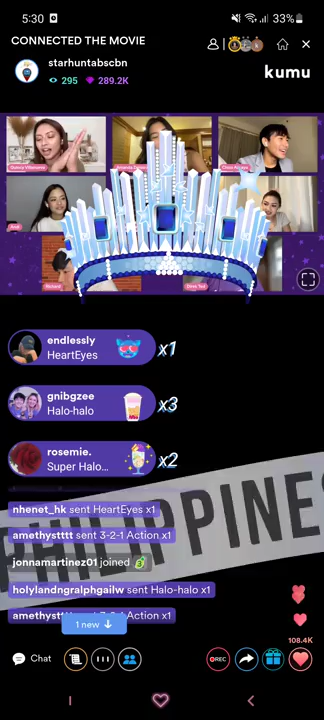 5:30
33%
CONNECTED THE MOVIE
starhuntabscbn
295
289.2K
kumu
endlessly
HeartEyes
x1
gnibgzee
Halo-halo
x3
rosemie.
Super Halo...
x2
PHILIPPINES
nhenet_hk sent HeartEyes x1
amethystttt sent 3-2-1 Action x1
jonnamartinez01 joined
holylandngralphgailw sent Halo-halo x1
1 new
108.4K
Chat
REC